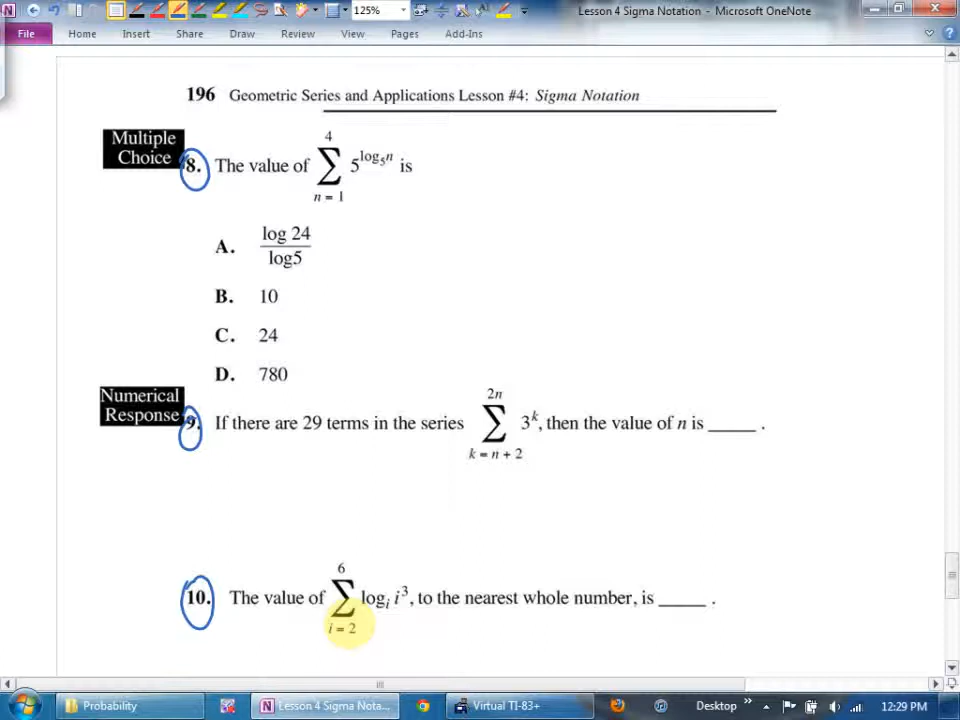 125%
Lesson 4 Sigma Notation - Microsoft OneNote
File Home Insert Share Draw Review View Pages Add-Ins
196 Geometric Series and Applications Lesson #4: Sigma Notation
Multiple
Choice
8. The value of ∑_{n = 1}^{4} 5^{log₅n} is
A. log 24 / log5
B. 10
C. 24
D. 780
Numerical
Response
9. If there are 29 terms in the series ∑_{k = n + 2}^{2n} 3^k, then the value of n is _____ .
10. The value of ∑_{i = 2}^{6} logᵢ i³, to the nearest whole number, is _____ .
Probability
Lesson 4 Sigma Nota...
Virtual TI-83+
Desktop
12:29 PM